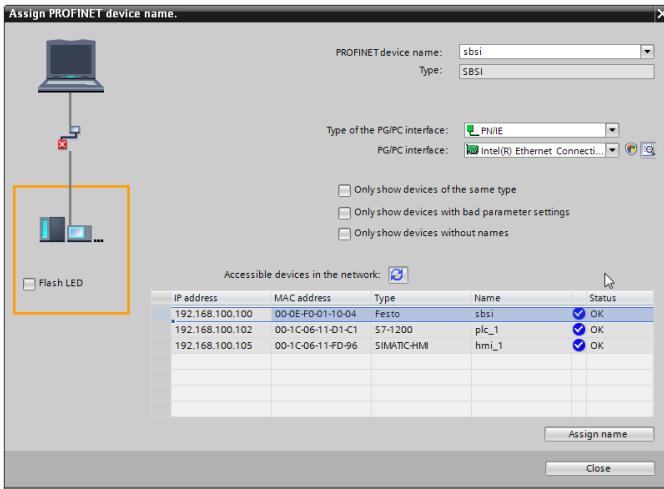 Assign PROFINET device name.
PROFINET device name: sbsi
Type: SBSI
Type of the PG/PC interface: PN/IE
PG/PC interface: Intel(R) Ethernet Connecti...
Only show devices of the same type
Only show devices with bad parameter settings
Only show devices without names
...
Flash LED
Accessible devices in the network:
IP address MAC address Type Name Status
192.168.100.100 00-0E-F0-01-10-04 Festo sbsi OK
192.168.100.102 00-1C-06-11-D1-C1 S7-1200 plc_1 OK
192.168.100.105 00-1C-06-11-FD-96 SIMATIC-HMI hmi_1 OK
Assign name
Close